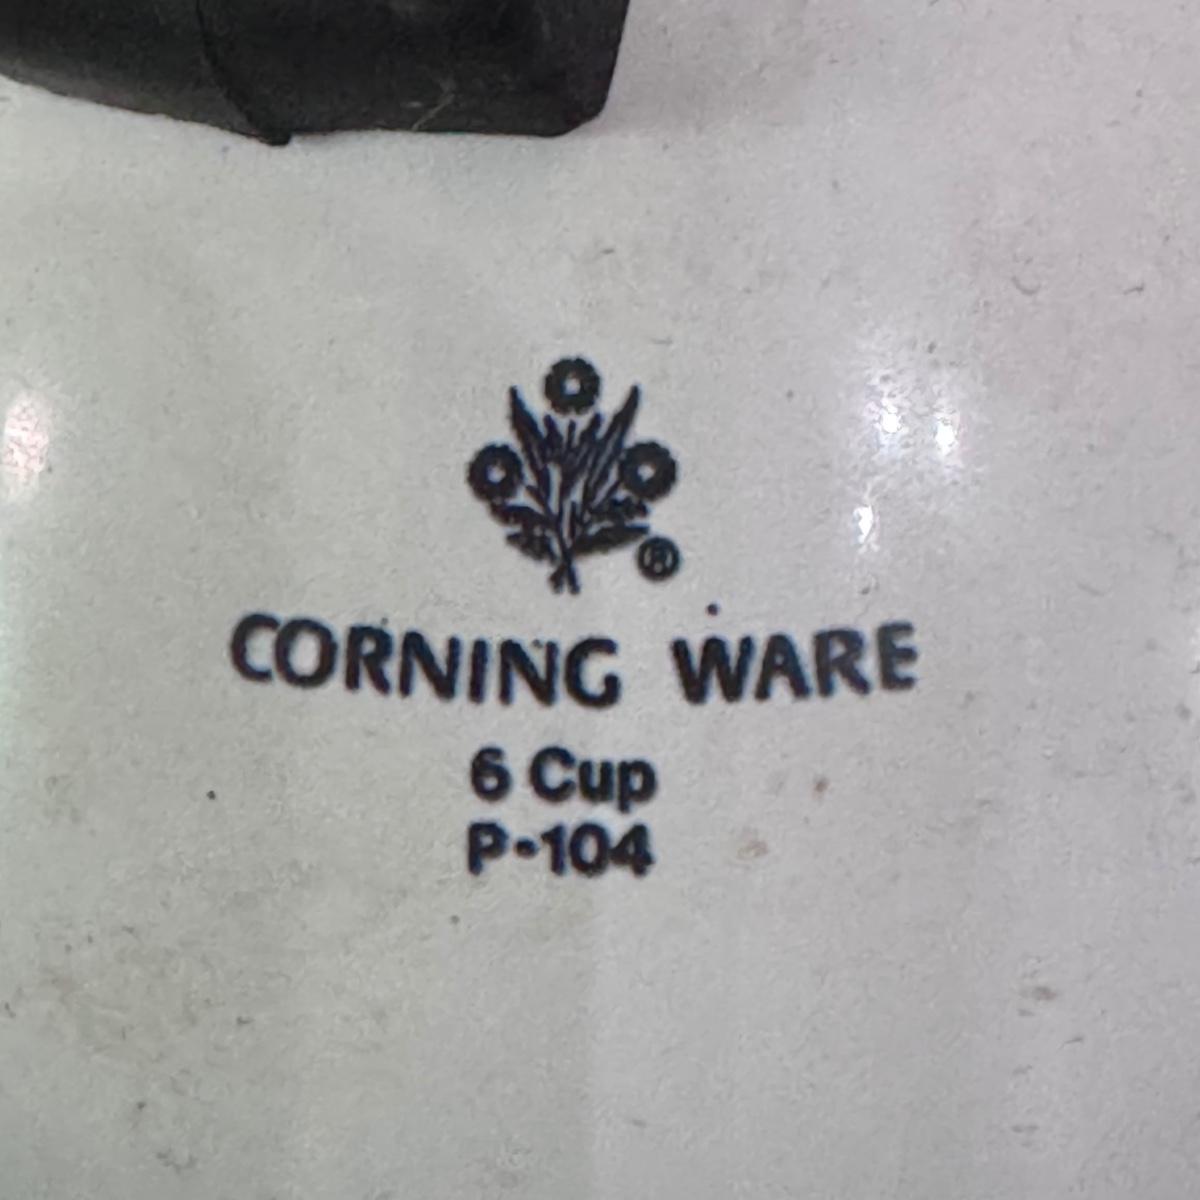 ®
CORNING WARE
6 Cup
P-104